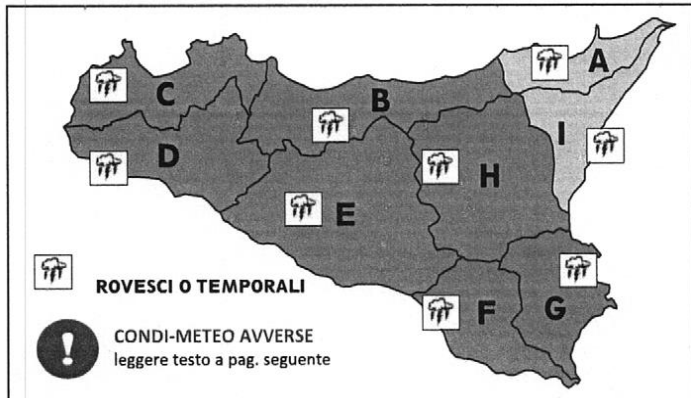 A
C
B
I
D
H
E
ROVESCI O TEMPORALI
G
F
! CONDI-METEO AVVERSE
leggere testo a pag. seguente